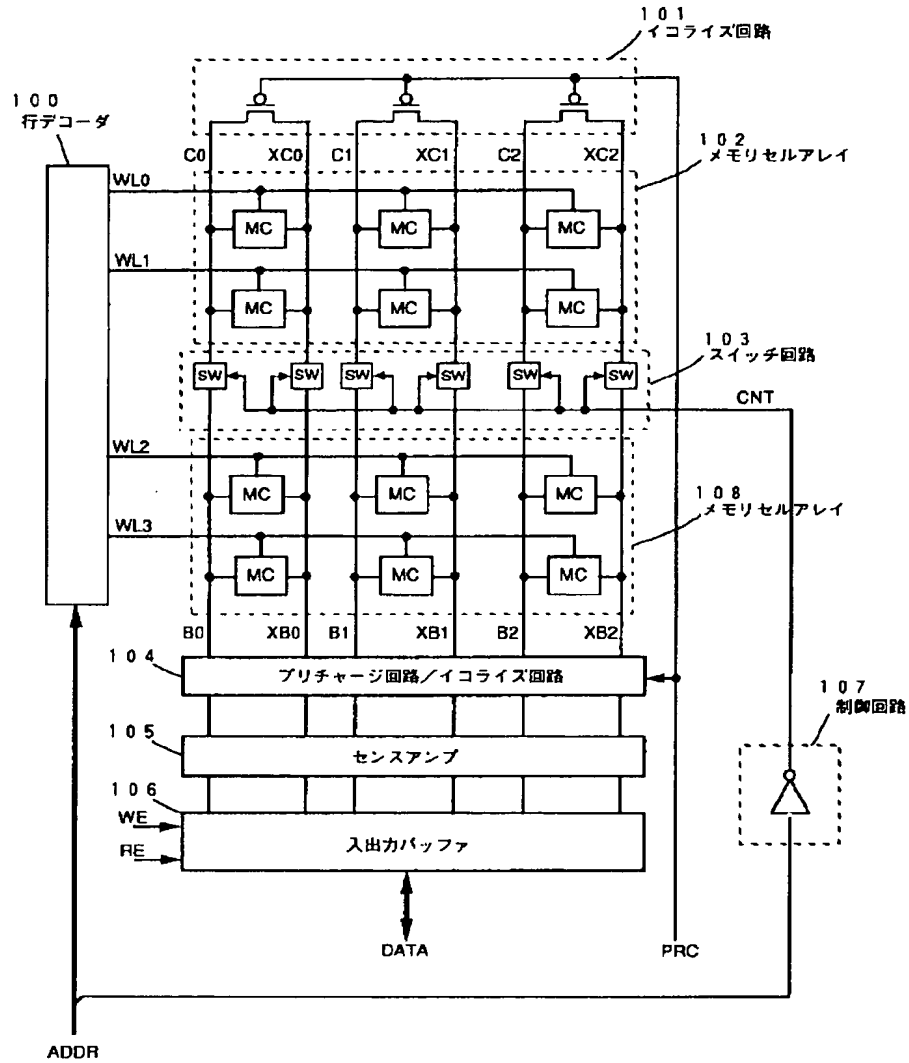 101
イコライズ回路
100
行デコーダ
C0 XC0 C1 XC1 C2 XC2
102
メモリセルアレイ
WL0
MC MC MC
WL1
MC MC MC
103
スイッチ回路
SW SW SW SW SW SW
CNT
WL2
MC MC MC
108
メモリセルアレイ
WL3
MC MC MC
B0 XB0 B1 XB1 B2 XB2
104
プリチャージ回路/イコライズ回路
107
制御回路
105
センスアンプ
106
WE
RE
入出力バッファ
DATA
PRC
ADDR